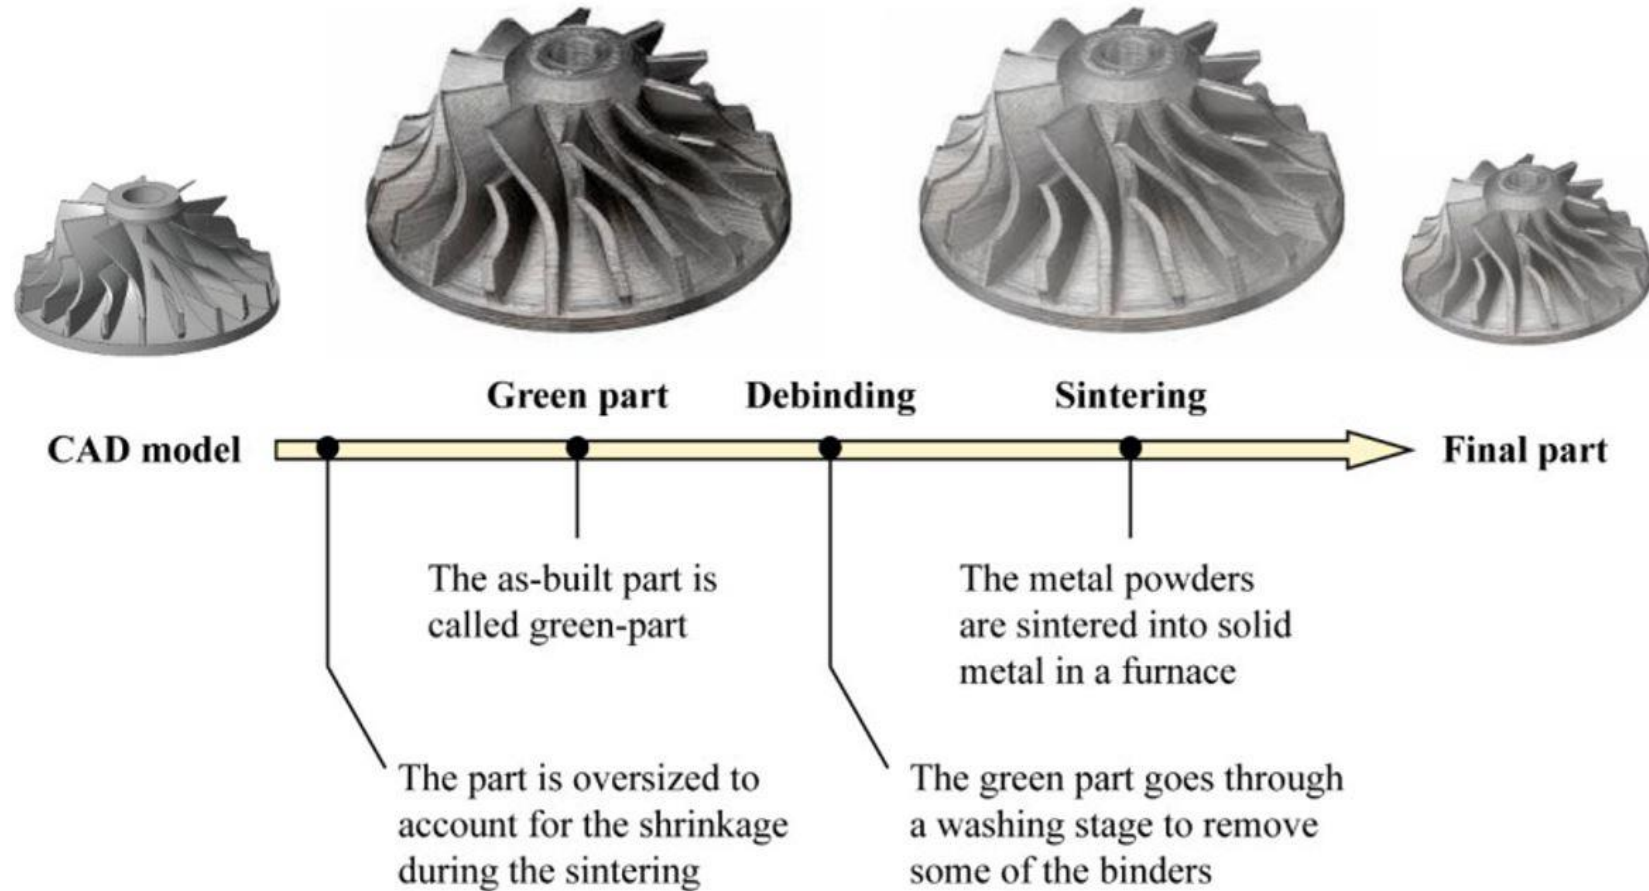 Green part
Debinding
Sintering
CAD model
Final part
The as-built part is
called green-part
The metal powders
are sintered into solid
metal in a furnace
The part is oversized to
account for the shrinkage
during the sintering
The green part goes through
a washing stage to remove
some of the binders